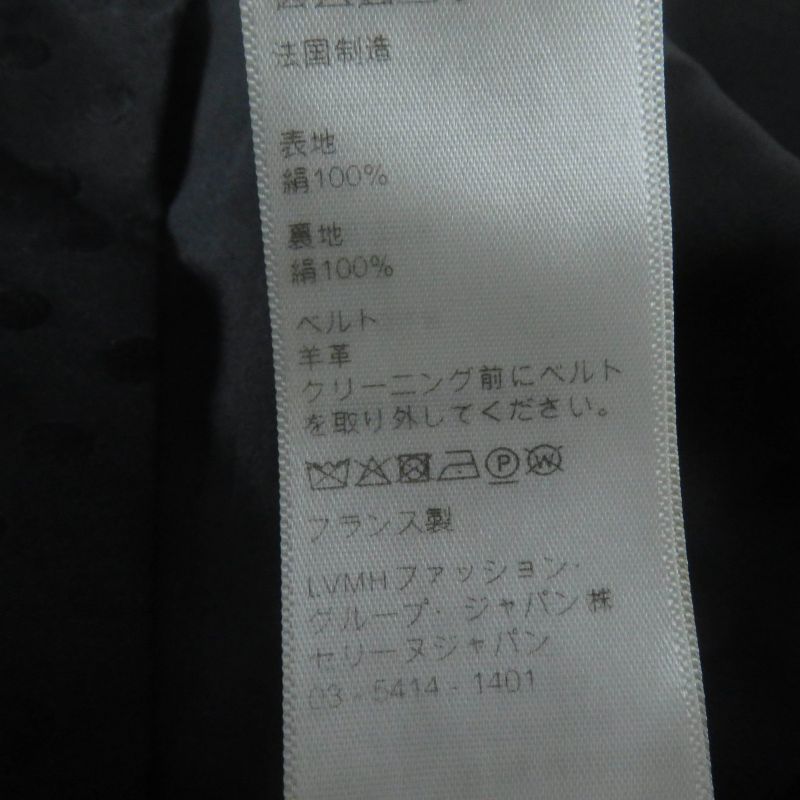 法国制造
表地
絹100%
裏地
絹100%
ベルト
羊革
クリーニング前にベルト
を取り外してください。
P W
フランス製
LVMHファッション・
グループ・ジャパン株
セリーヌジャパン
03 - 5414 - 1401